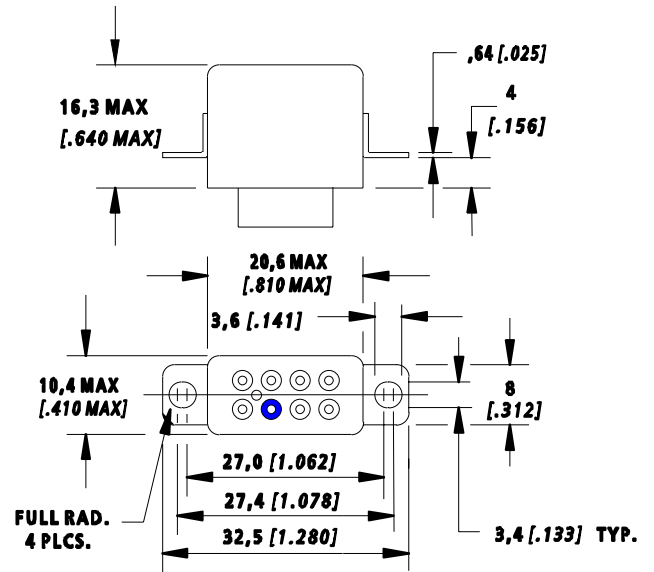 ,64 [.025]
16,3 MAX
[.640 MAX]
4
[.156]
20,6 MAX
[.810 MAX]
3,6 [.141]
10,4 MAX
[.410 MAX]
8
[.312]
27,0 [1.062]
27,4 [1.078]
32,5 [1.280]
FULL RAD.
4 PLCS.
3,4 [.133] TYP.